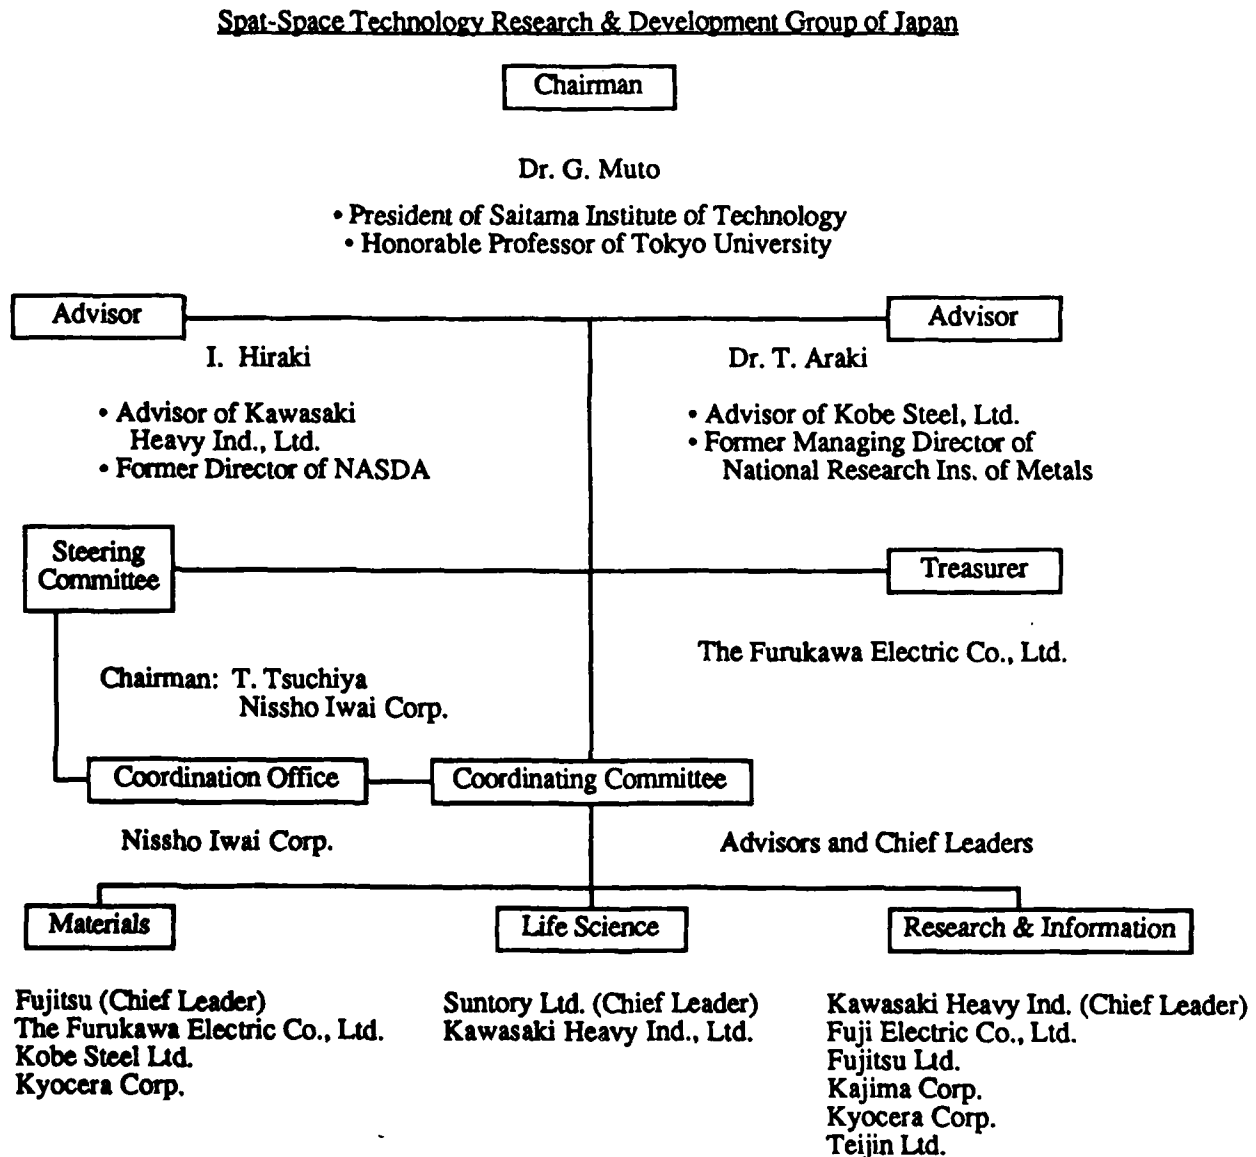 Spat-Space Technology Research & Development Group of Japan
Chairman
Dr. G. Muto
• President of Saitama Institute of Technology
• Honorable Professor of Tokyo University
Advisor
Advisor
I. Hiraki
Dr. T. Araki
• Advisor of Kawasaki
Heavy Ind., Ltd.
• Former Director of NASDA
• Advisor of Kobe Steel, Ltd.
• Former Managing Director of
National Research Ins. of Metals
Steering
Committee
Treasurer
The Furukawa Electric Co., Ltd.
Chairman: T. Tsuchiya
Nissho Iwai Corp.
Coordination Office
Coordinating Committee
Nissho Iwai Corp.
Advisors and Chief Leaders
Materials
Life Science
Research & Information
Fujitsu (Chief Leader)
The Furukawa Electric Co., Ltd.
Kobe Steel Ltd.
Kyocera Corp.
Suntory Ltd. (Chief Leader)
Kawasaki Heavy Ind., Ltd.
Kawasaki Heavy Ind. (Chief Leader)
Fuji Electric Co., Ltd.
Fujitsu Ltd.
Kajima Corp.
Kyocera Corp.
Teijin Ltd.